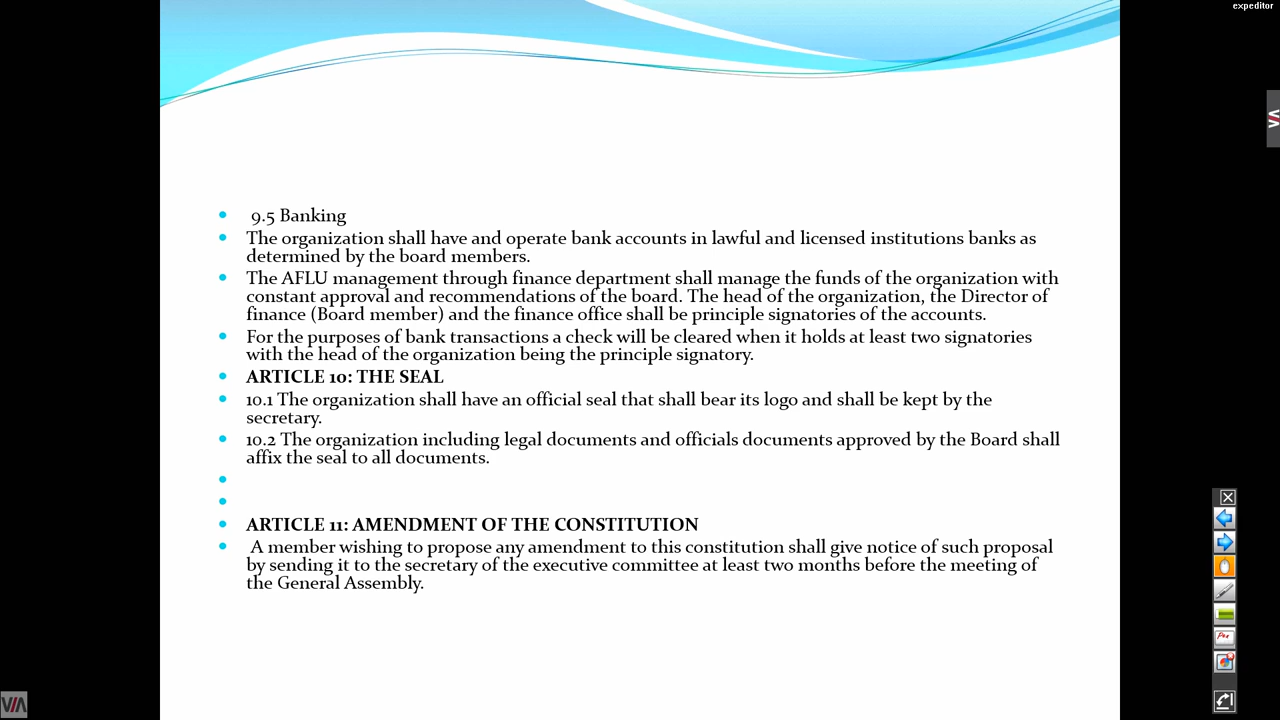 expeditor
9.5 Banking
The organization shall have and operate bank accounts in lawful and licensed institutions banks as
determined by the board members.
The AFLU management through finance department shall manage the funds of the organization with
constant approval and recommendations of the board. The head of the organization, the Director of
finance (Board member) and the finance office shall be principle signatories of the accounts.
For the purposes of bank transactions a check will be cleared when it holds at least two signatories
with the head of the organization being the principle signatory.
ARTICLE 10: THE SEAL
10.1 The organization shall have an official seal that shall bear its logo and shall be kept by the
secretary.
10.2 The organization including legal documents and officials documents approved by the Board shall
affix the seal to all documents.
ARTICLE 11: AMENDMENT OF THE CONSTITUTION
A member wishing to propose any amendment to this constitution shall give notice of such proposal
by sending it to the secretary of the executive committee at least two months before the meeting of
the General Assembly.
VIA